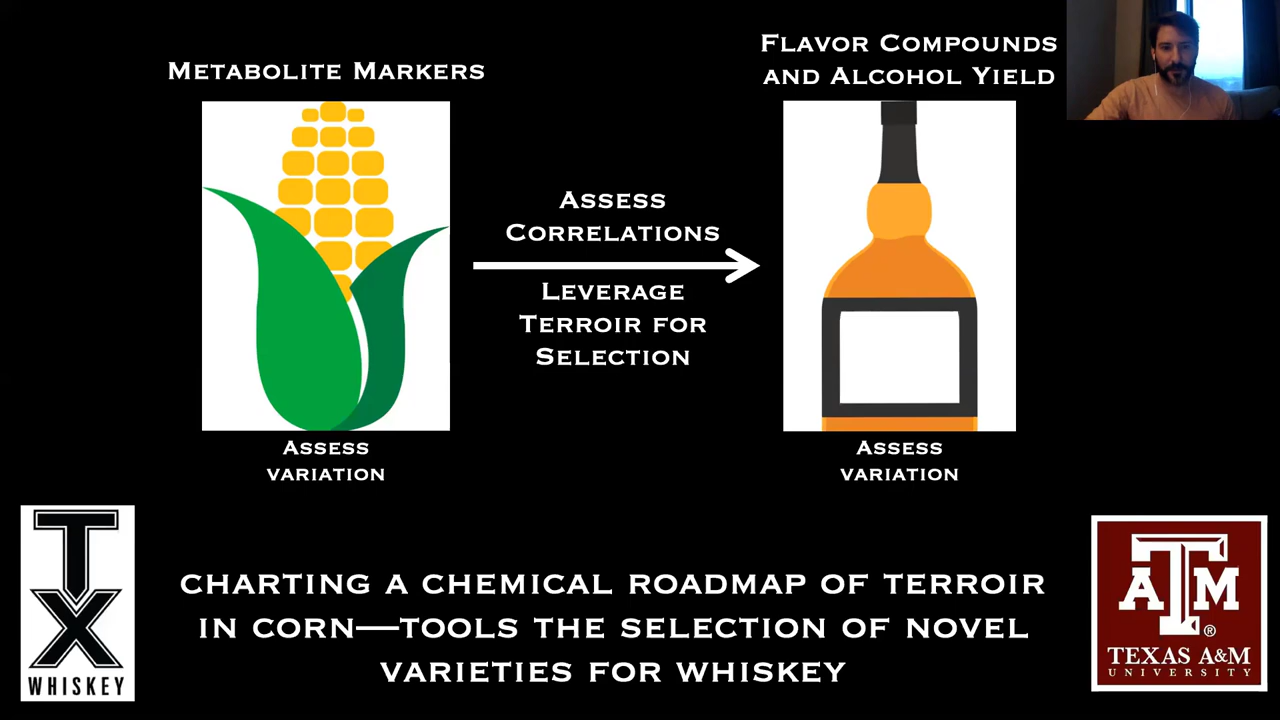 METABOLITE MARKERS
FLAVOR COMPOUNDS
AND ALCOHOL YIELD
ASSESS
CORRELATIONS
LEVERAGE
TERROIR FOR
SELECTION
ASSESS
VARIATION
ASSESS
VARIATION
TX
WHISKEY
CHARTING A CHEMICAL ROADMAP OF TERROIR
IN CORN—TOOLS THE SELECTION OF NOVEL
VARIETIES FOR WHISKEY
ATM®
TEXAS A&M
UNIVERSITY